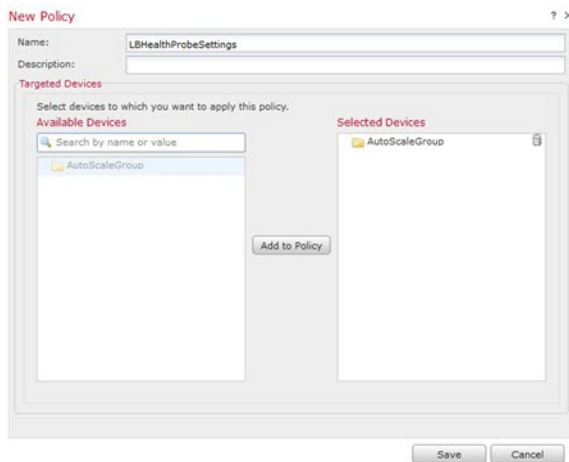 New Policy ? X
Name: LBHealthProbeSettings
Description:
Targeted Devices
Select devices to which you want to apply this policy.
Available Devices Selected Devices
Search by name or value AutoScaleGroup
AutoScaleGroup
Add to Policy
Save Cancel